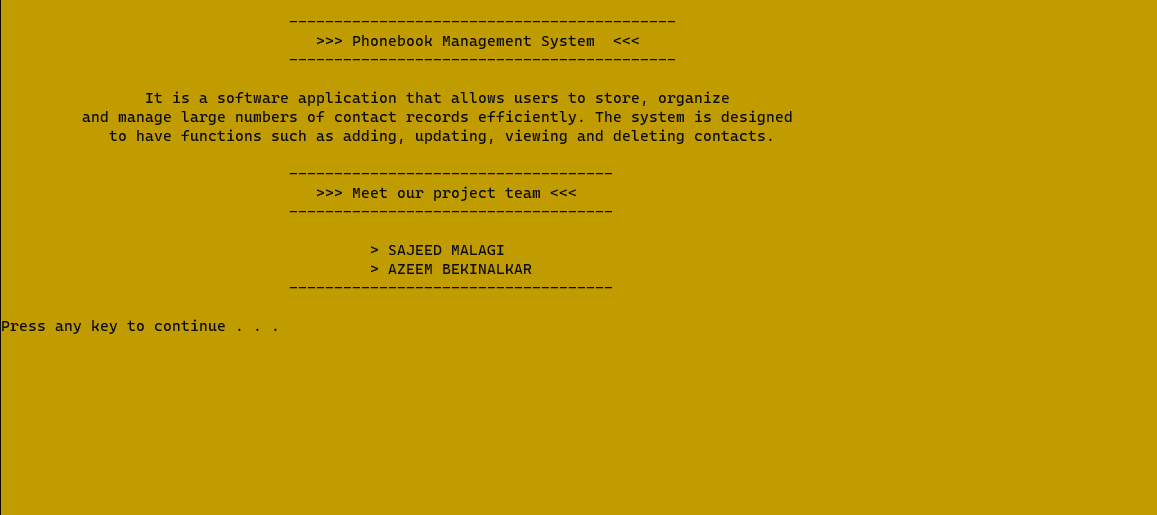 -------------------------------------------
>>> Phonebook Management System  <<<
-------------------------------------------
It is a software application that allows users to store, organize
and manage large numbers of contact records efficiently. The system is designed
to have functions such as adding, updating, viewing and deleting contacts.
------------------------------------
>>> Meet our project team <<<
------------------------------------
> SAJEED MALAGI
> AZEEM BEKINALKAR
------------------------------------
Press any key to continue . . .